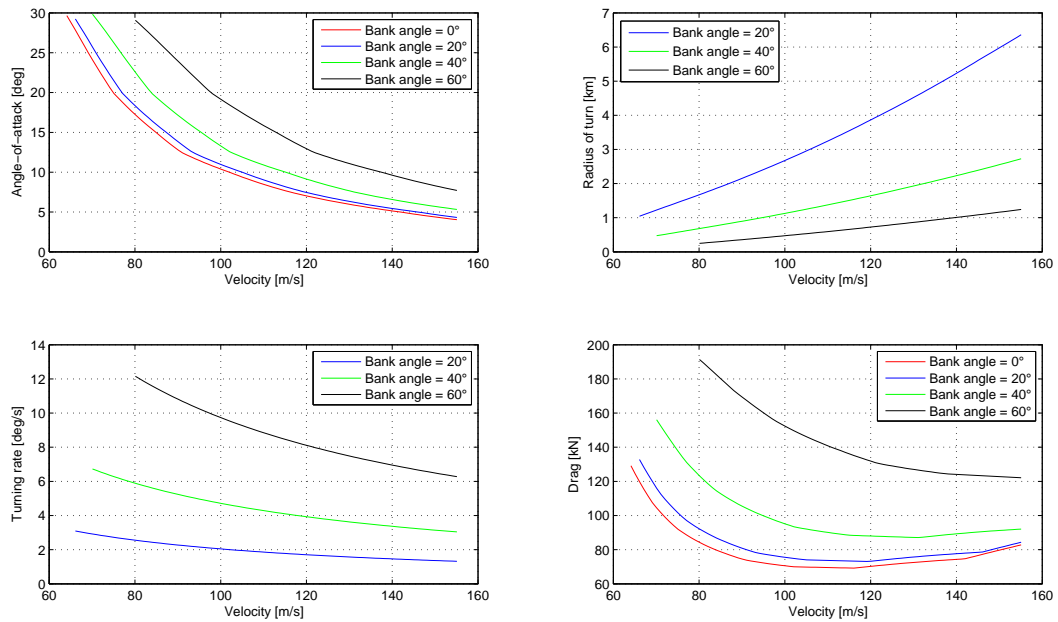 30
25
20
15
10
5
0
Angle-of-attack [deg]
Bank angle = 0°
Bank angle = 20°
Bank angle = 40°
Bank angle = 60°
60 80 100 120 140 160
Velocity [m/s]
7
6
5
4
3
2
1
0
Radius of turn [km]
Bank angle = 20°
Bank angle = 40°
Bank angle = 60°
60 80 100 120 140 160
Velocity [m/s]
14
12
10
8
6
4
2
0
Turning rate [deg/s]
Bank angle = 20°
Bank angle = 40°
Bank angle = 60°
60 80 100 120 140 160
Velocity [m/s]
200
180
160
140
120
100
80
60
Drag [kN]
Bank angle = 0°
Bank angle = 20°
Bank angle = 40°
Bank angle = 60°
60 80 100 120 140 160
Velocity [m/s]